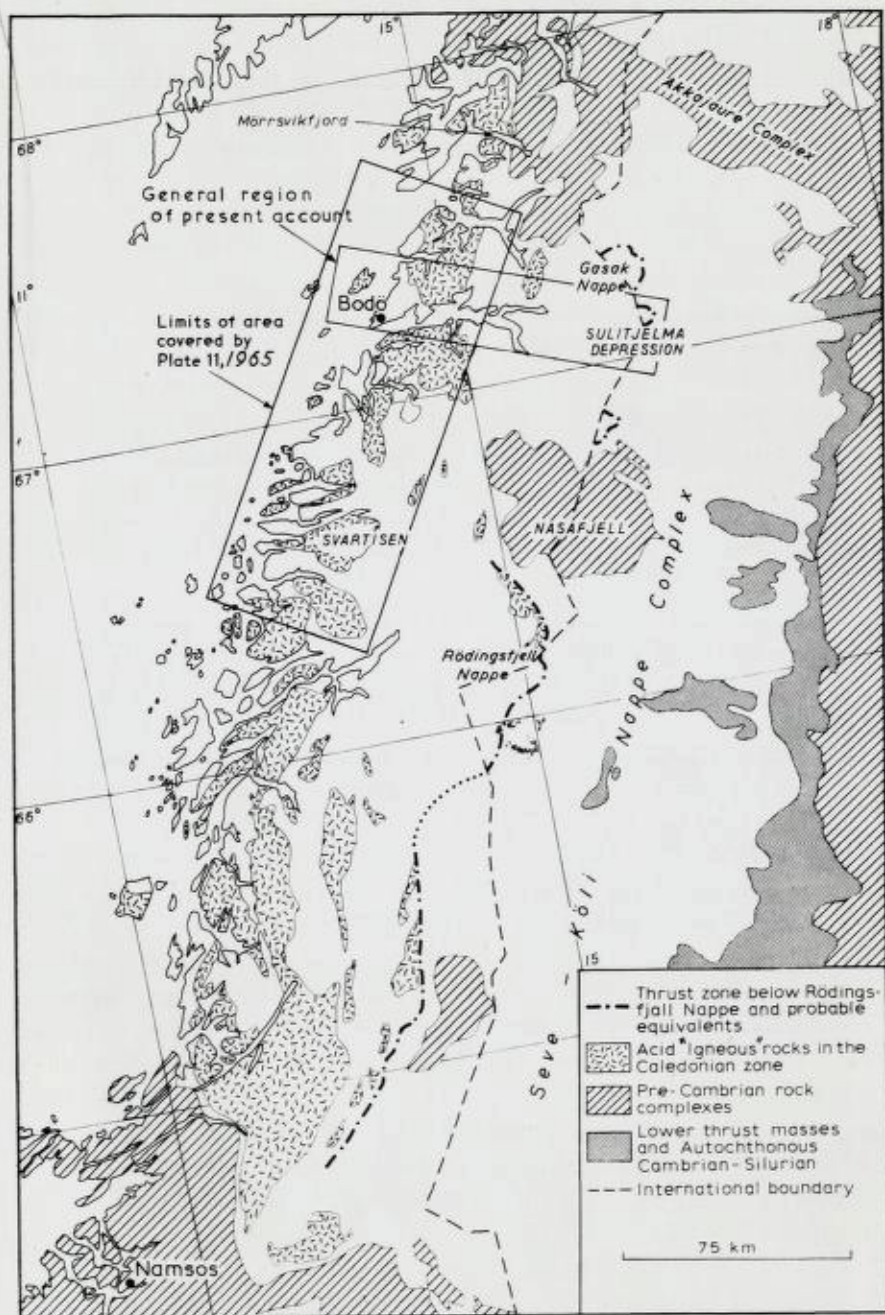 15°
18°
Akkajaure Complex
Mörrsvikfjord
68°
General region
of present account
11°
Gasak
Nappe
Bodö
Limits of area
covered by
Plate 11, 1965
SULITJELMA
DEPRESSION
67°
NASAFJELL
SVARTISEN
Rödingsfjell
Nappe
Seve - Köli Nappe Complex
66°
15
Namsos
Thrust zone below Rödings-
fjall Nappe and probable
equivalents
Acid "Igneous" rocks in the
Caledonian zone
Pre-Cambrian rock
complexes
Lower thrust masses
and Autochthonous
Cambrian-Silurian
International boundary
75 km